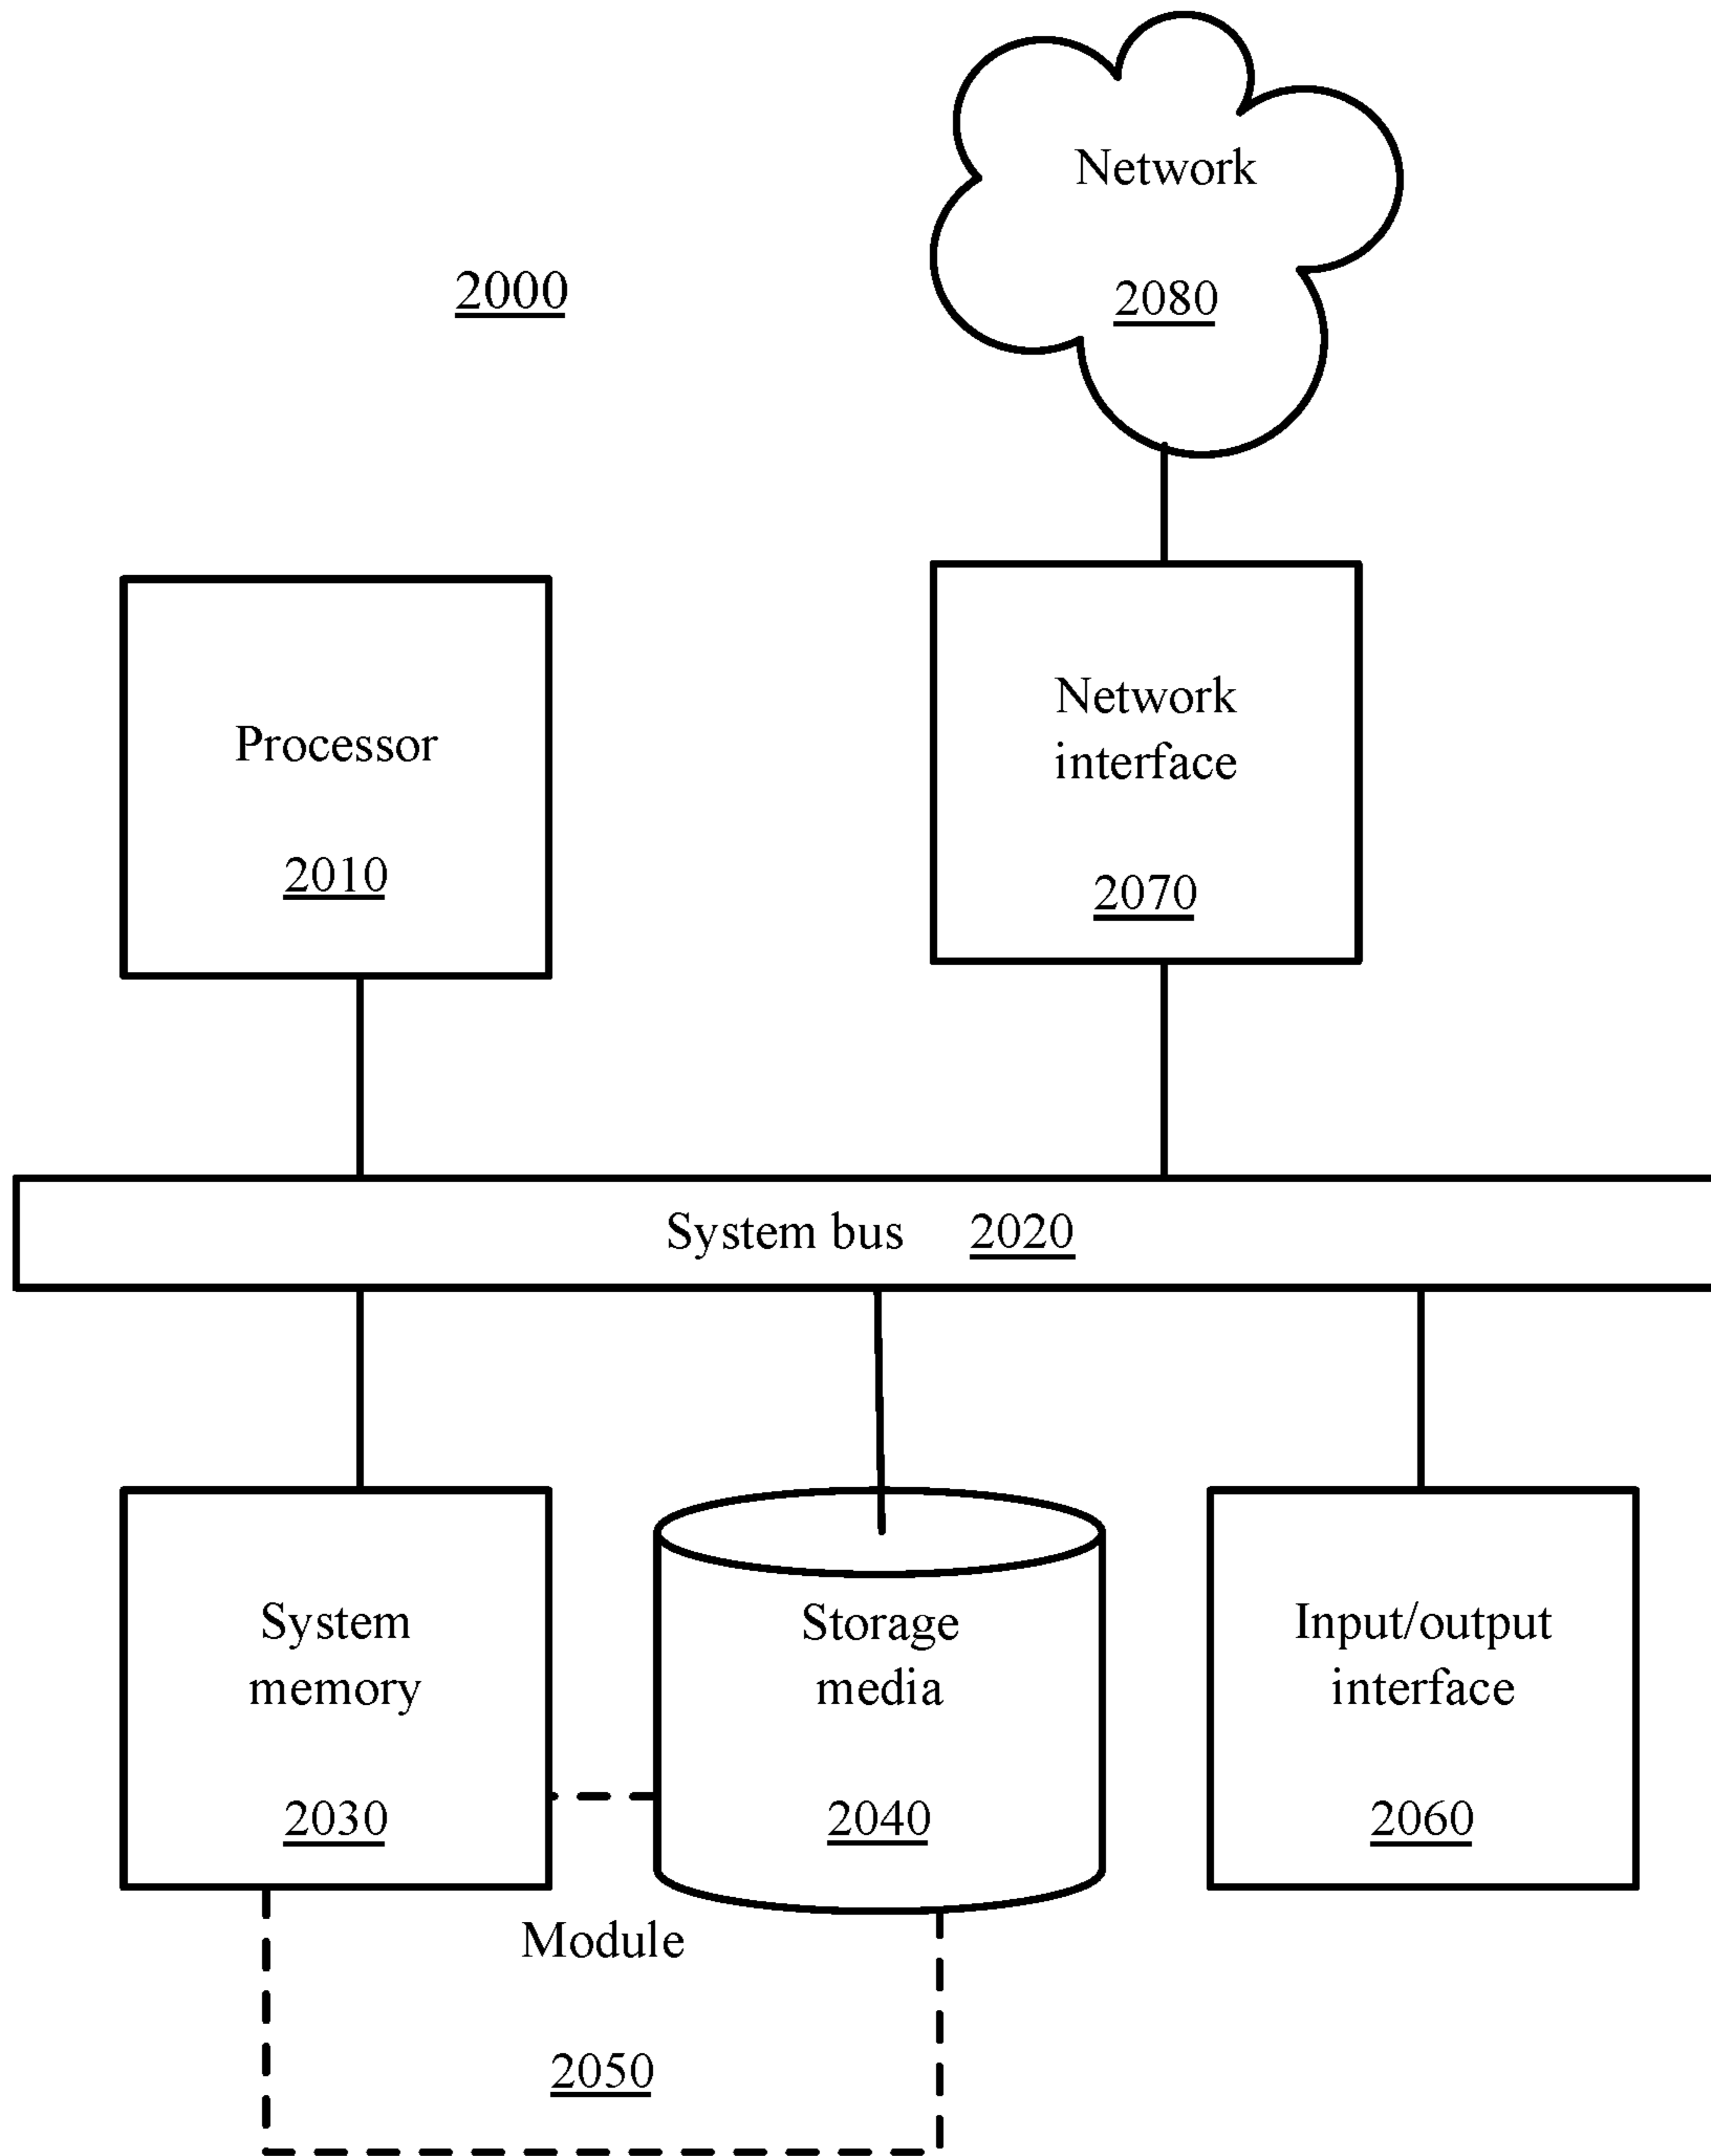 Network
2080
2000
Processor
2010
Network
interface
2070
System bus 2020
System
memory
2030
Storage
media
2040
Input/output
interface
2060
Module
2050